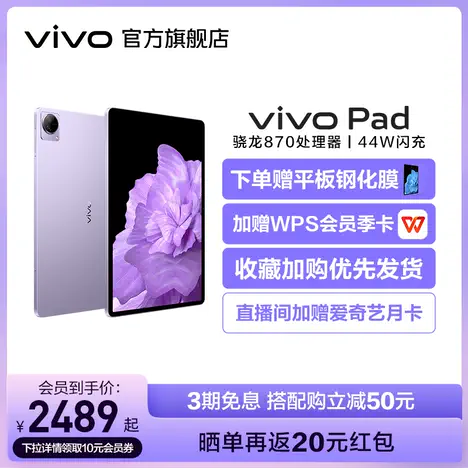 vivo 官方旗舰店
vivo Pad
骁龙870处理器丨44W闪充
下单赠平板钢化膜
加赠WPS会员季卡
收藏加购优先发货
直播间加赠爱奇艺月卡
vivo
会员到手价:
¥2489起
下拉详情领取10元会员券
3期免息 搭配购立减50元
晒单再返20元红包